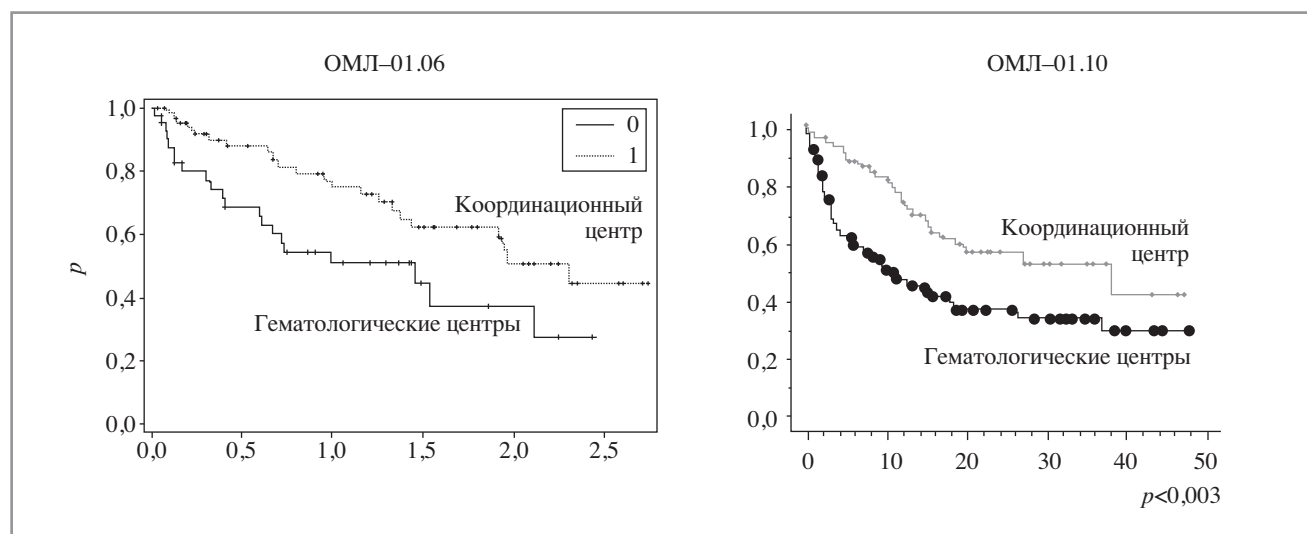 ОМЛ–01.06
1,0
0,8
0,6
0,4
0,2
0,0
p
0
1
Координационный
центр
Гематологические центры
0,0 0,5 1,0 1,5 2,0 2,5
ОМЛ–01.10
1,0
0,8
0,6
0,4
0,2
0,0
Координационный
центр
Гематологические центры
0 10 20 30 40 50
p<0,003